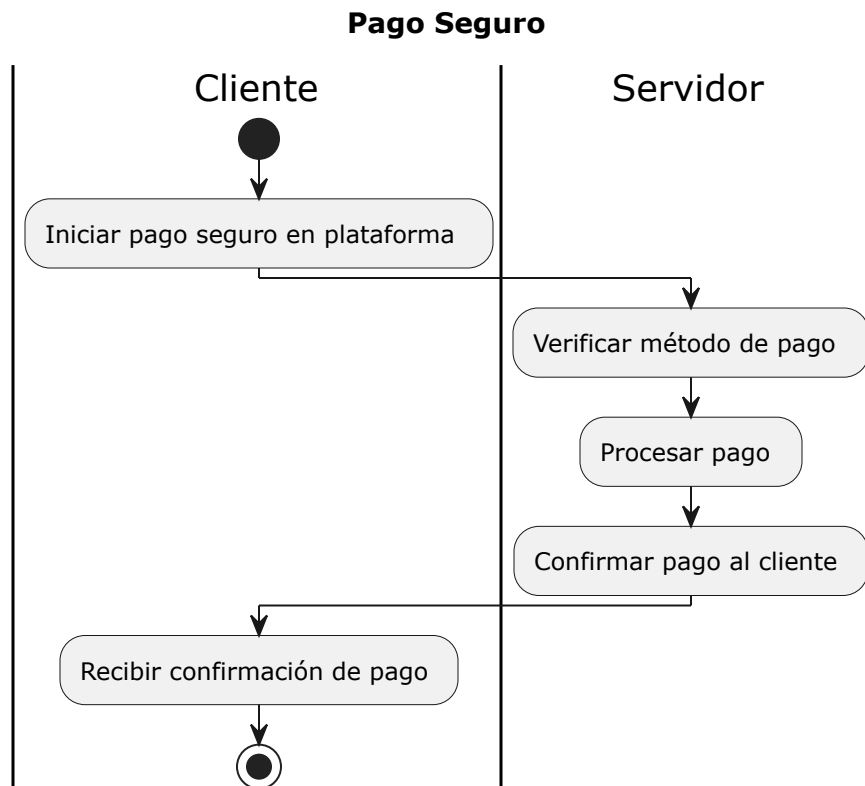 Pago Seguro
Cliente
Servidor
Iniciar pago seguro en plataforma
Verificar método de pago
Procesar pago
Confirmar pago al cliente
Recibir confirmación de pago